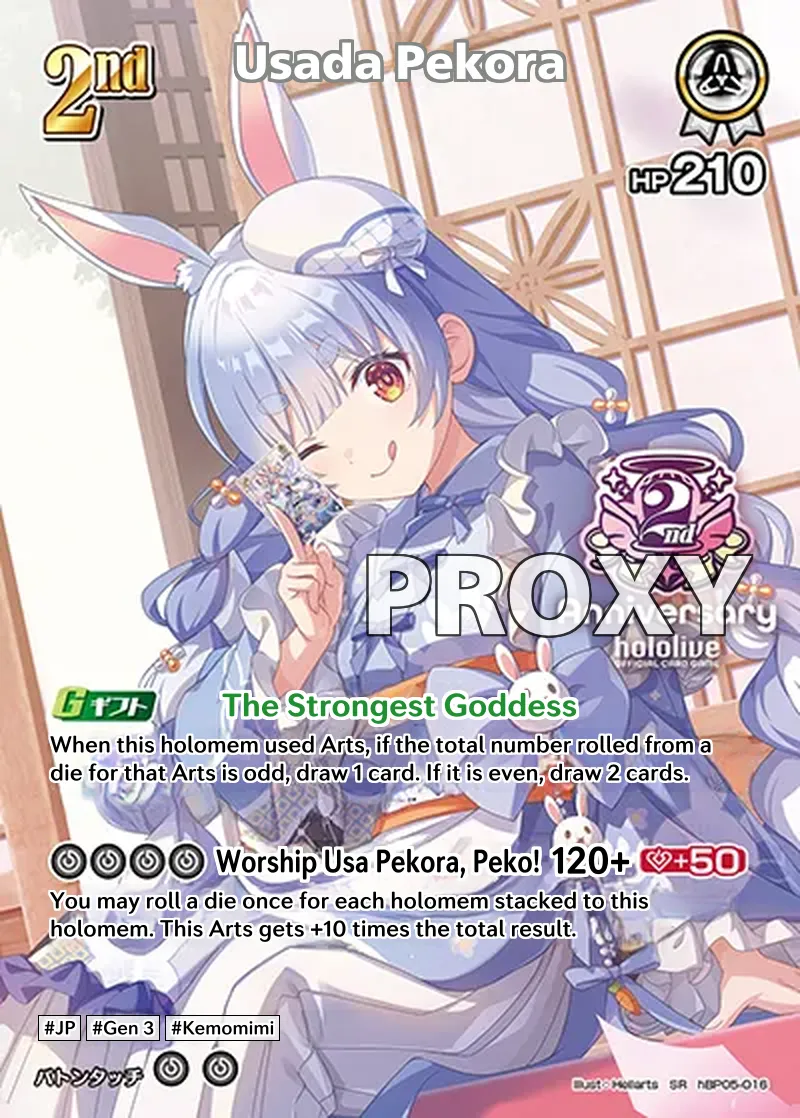 2nd
Usada Pekora
HP210
2nd
PROXY
Anniversary
hololive
OFFICIAL CARD GAME
Gギフト
The Strongest Goddess
When this holomem used Arts, if the total number rolled from a
die for that Arts is odd, draw 1 card. If it is even, draw 2 cards.
Worship Usa Pekora, Peko! 120+ +50
You may roll a die once for each holomem stacked to this
holomem. This Arts gets +10 times the total result.
#JP #Gen 3 #Kemomimi
バトンタッチ
Illust: Hellarts SR hBP05-016